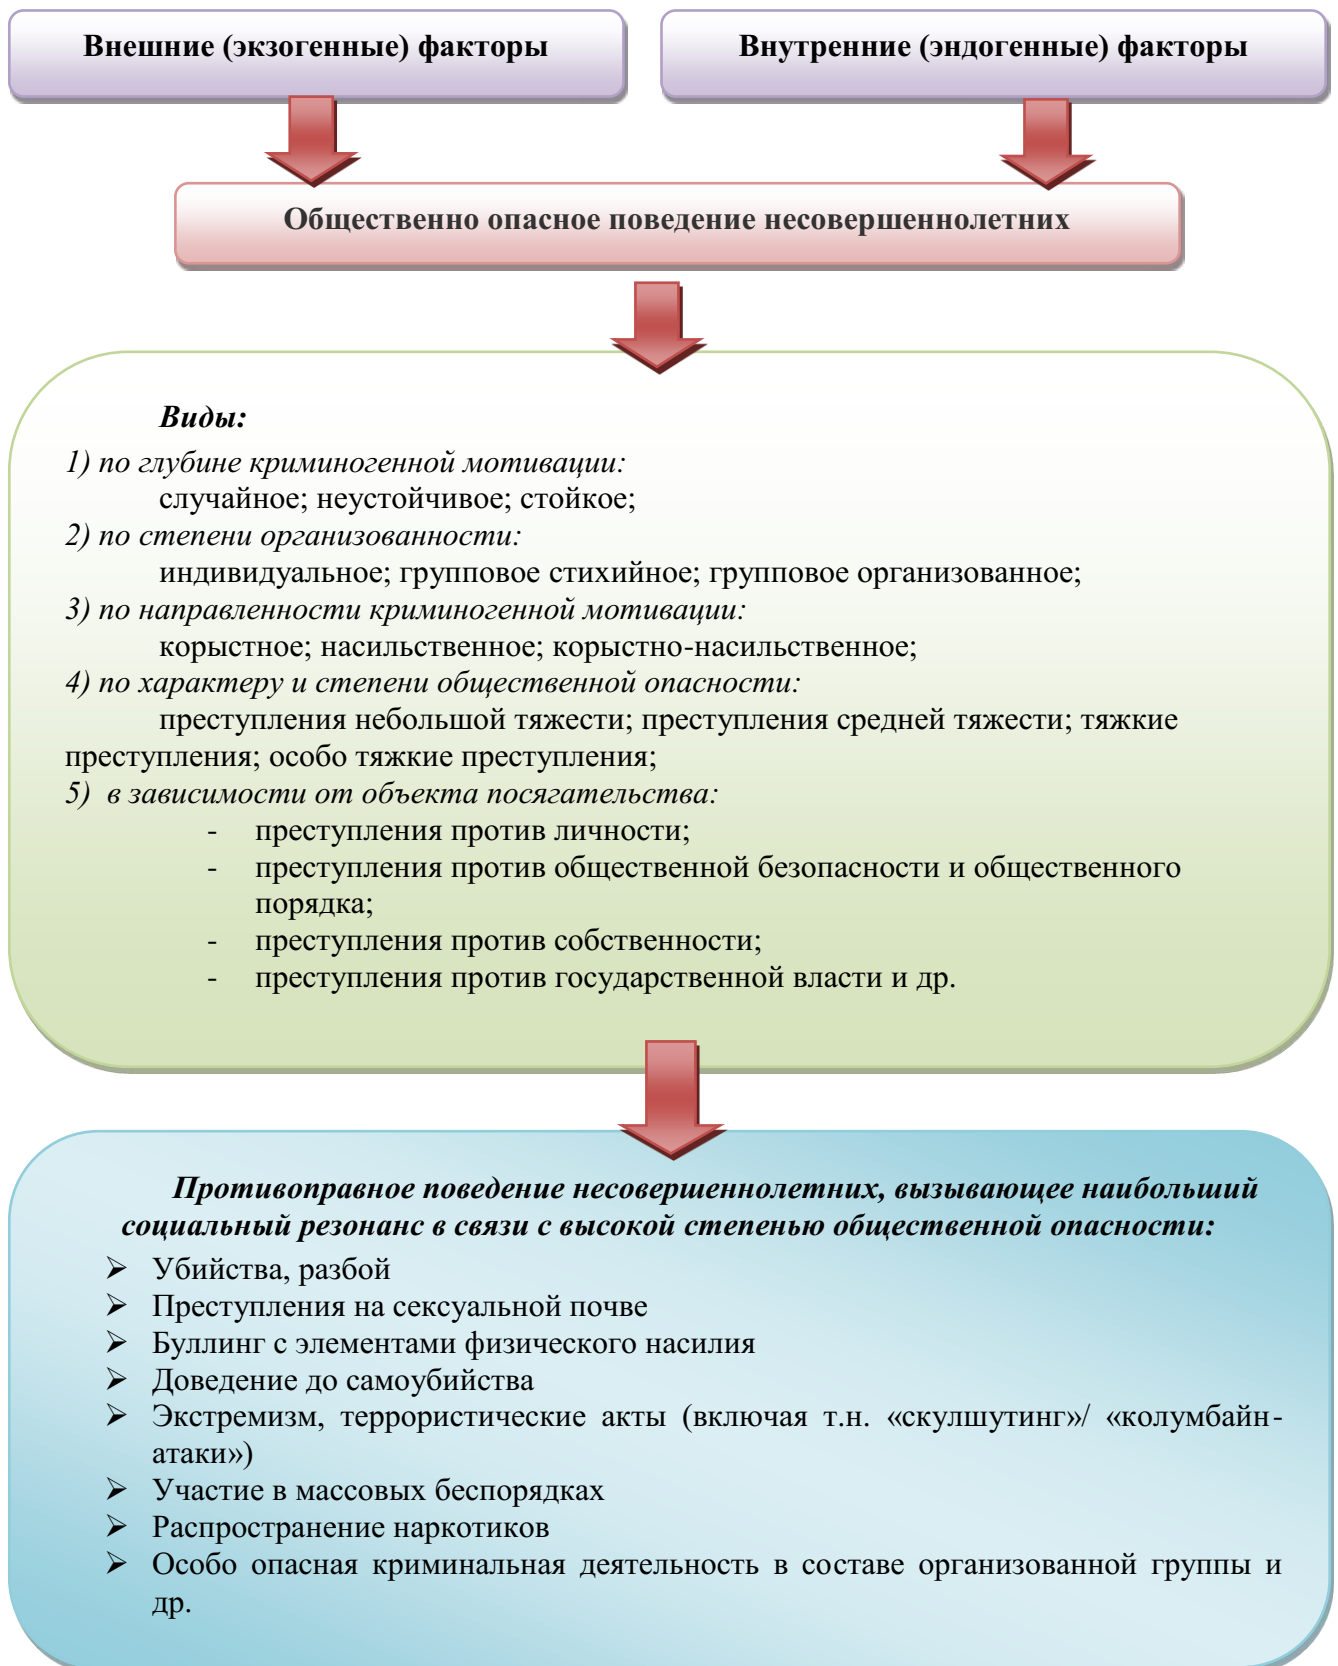 Внешние (экзогенные) факторы
Внутренние (эндогенные) факторы
Общественно опасное поведение несовершеннолетних
Виды:
1) по глубине криминогенной мотивации:
случайное; неустойчивое; стойкое;
2) по степени организованности:
индивидуальное; групповое стихийное; групповое организованное;
3) по направленности криминогенной мотивации:
корыстное; насильственное; корыстно-насильственное;
4) по характеру и степени общественной опасности:
преступления небольшой тяжести; преступления средней тяжести; тяжкие
преступления; особо тяжкие преступления;
5) в зависимости от объекта посягательства:
- преступления против личности;
- преступления против общественной безопасности и общественного
порядка;
- преступления против собственности;
- преступления против государственной власти и др.
Противоправное поведение несовершеннолетних, вызывающее наибольший
социальный резонанс в связи с высокой степенью общественной опасности:
➢ Убийства, разбой
➢ Преступления на сексуальной почве
➢ Буллинг с элементами физического насилия
➢ Доведение до самоубийства
➢ Экстремизм, террористические акты (включая т.н. «скулшутинг»/ «колумбайн-
атаки»)
➢ Участие в массовых беспорядках
➢ Распространение наркотиков
➢ Особо опасная криминальная деятельность в составе организованной группы и
др.